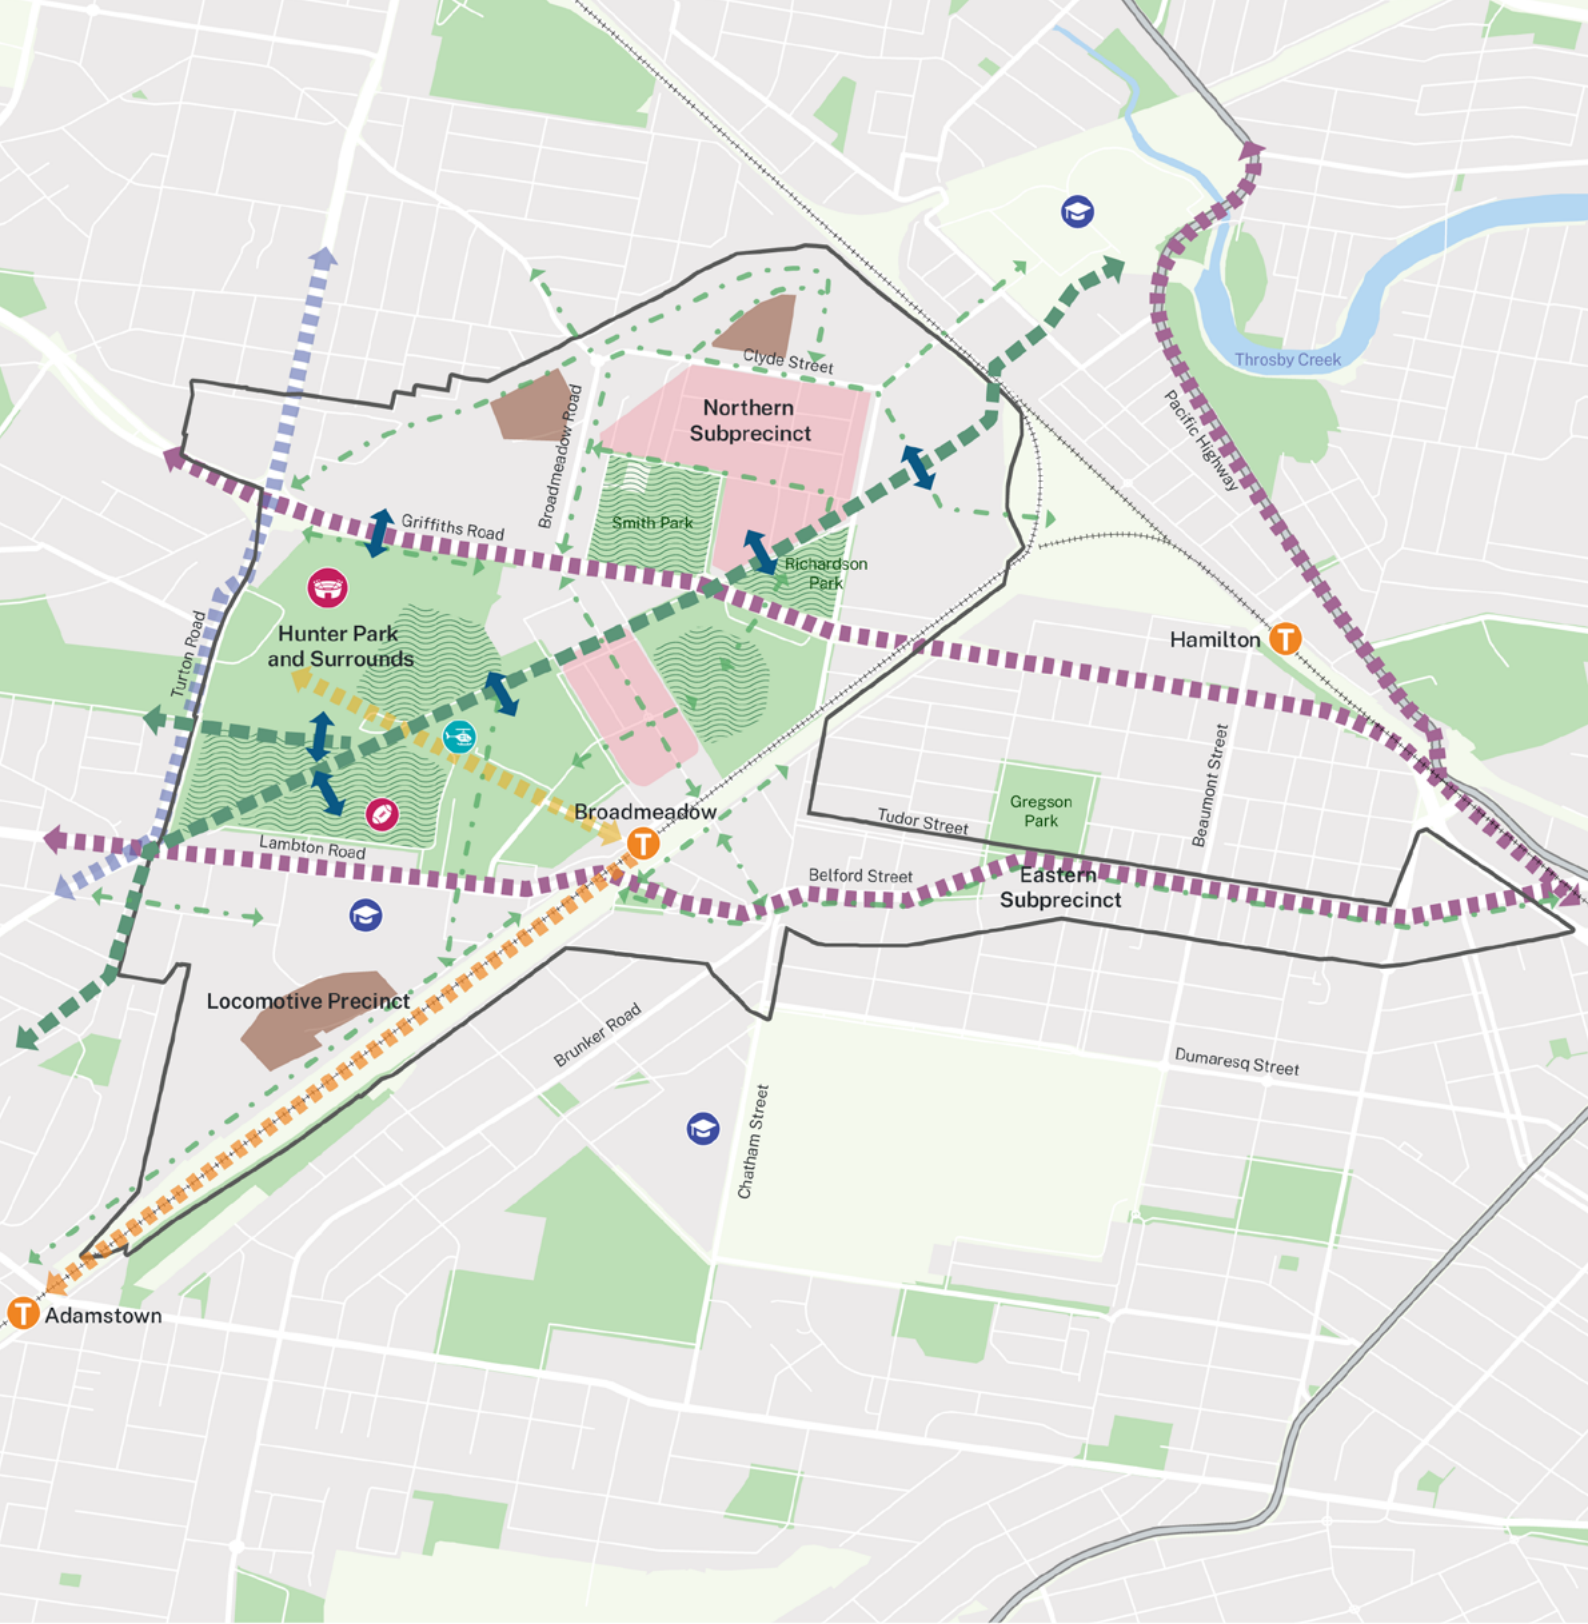 Throsby Creek
Clyde Street
Northern
Subprecinct
Broadmeadow Road
Pacific Highway
Griffiths Road
Smith Park
Richardson
Park
Hunter Park
and Surrounds
Turton Road
Hamilton
T
Beaumont Street
Broadmeadow
T
Gregson
Park
Tudor Street
Lambton Road
Belford Street
Eastern
Subprecinct
Locomotive Precinct
Brunker Road
Dumaresq Street
Chatham Street
T
Adamstown